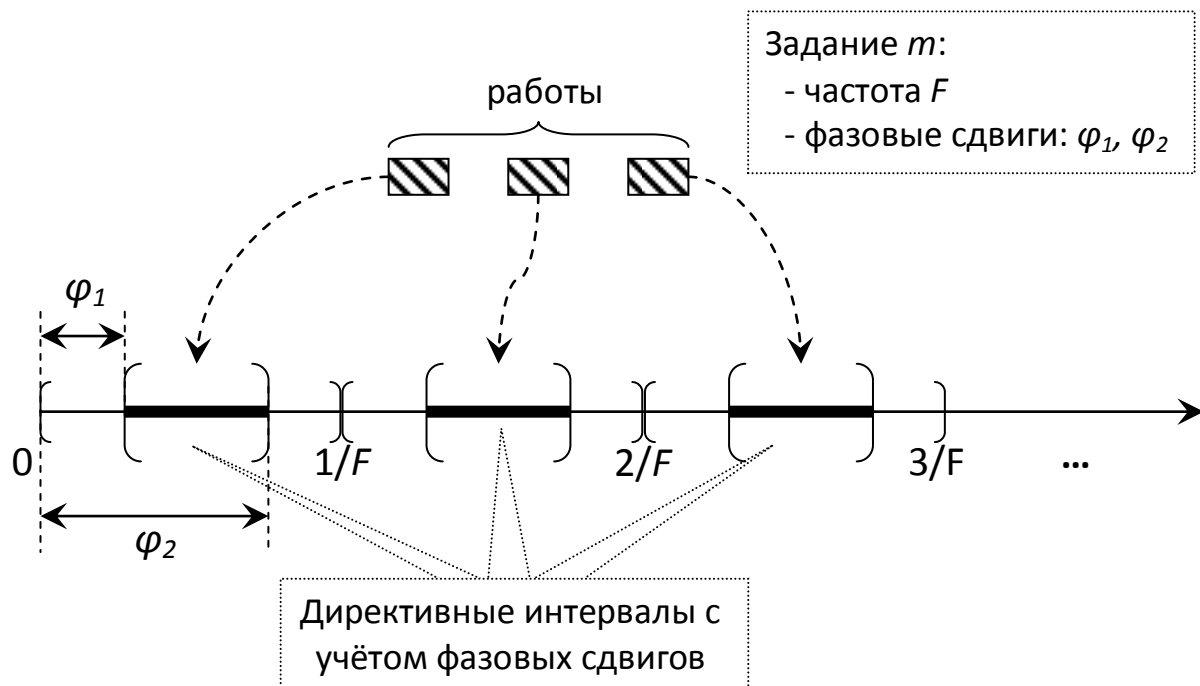 Задание m:
- частота F
- фазовые сдвиги: φ₁, φ₂
работы
φ₁
0
1/F
2/F
3/F
...
φ₂
Директивные интервалы с
учётом фазовых сдвигов